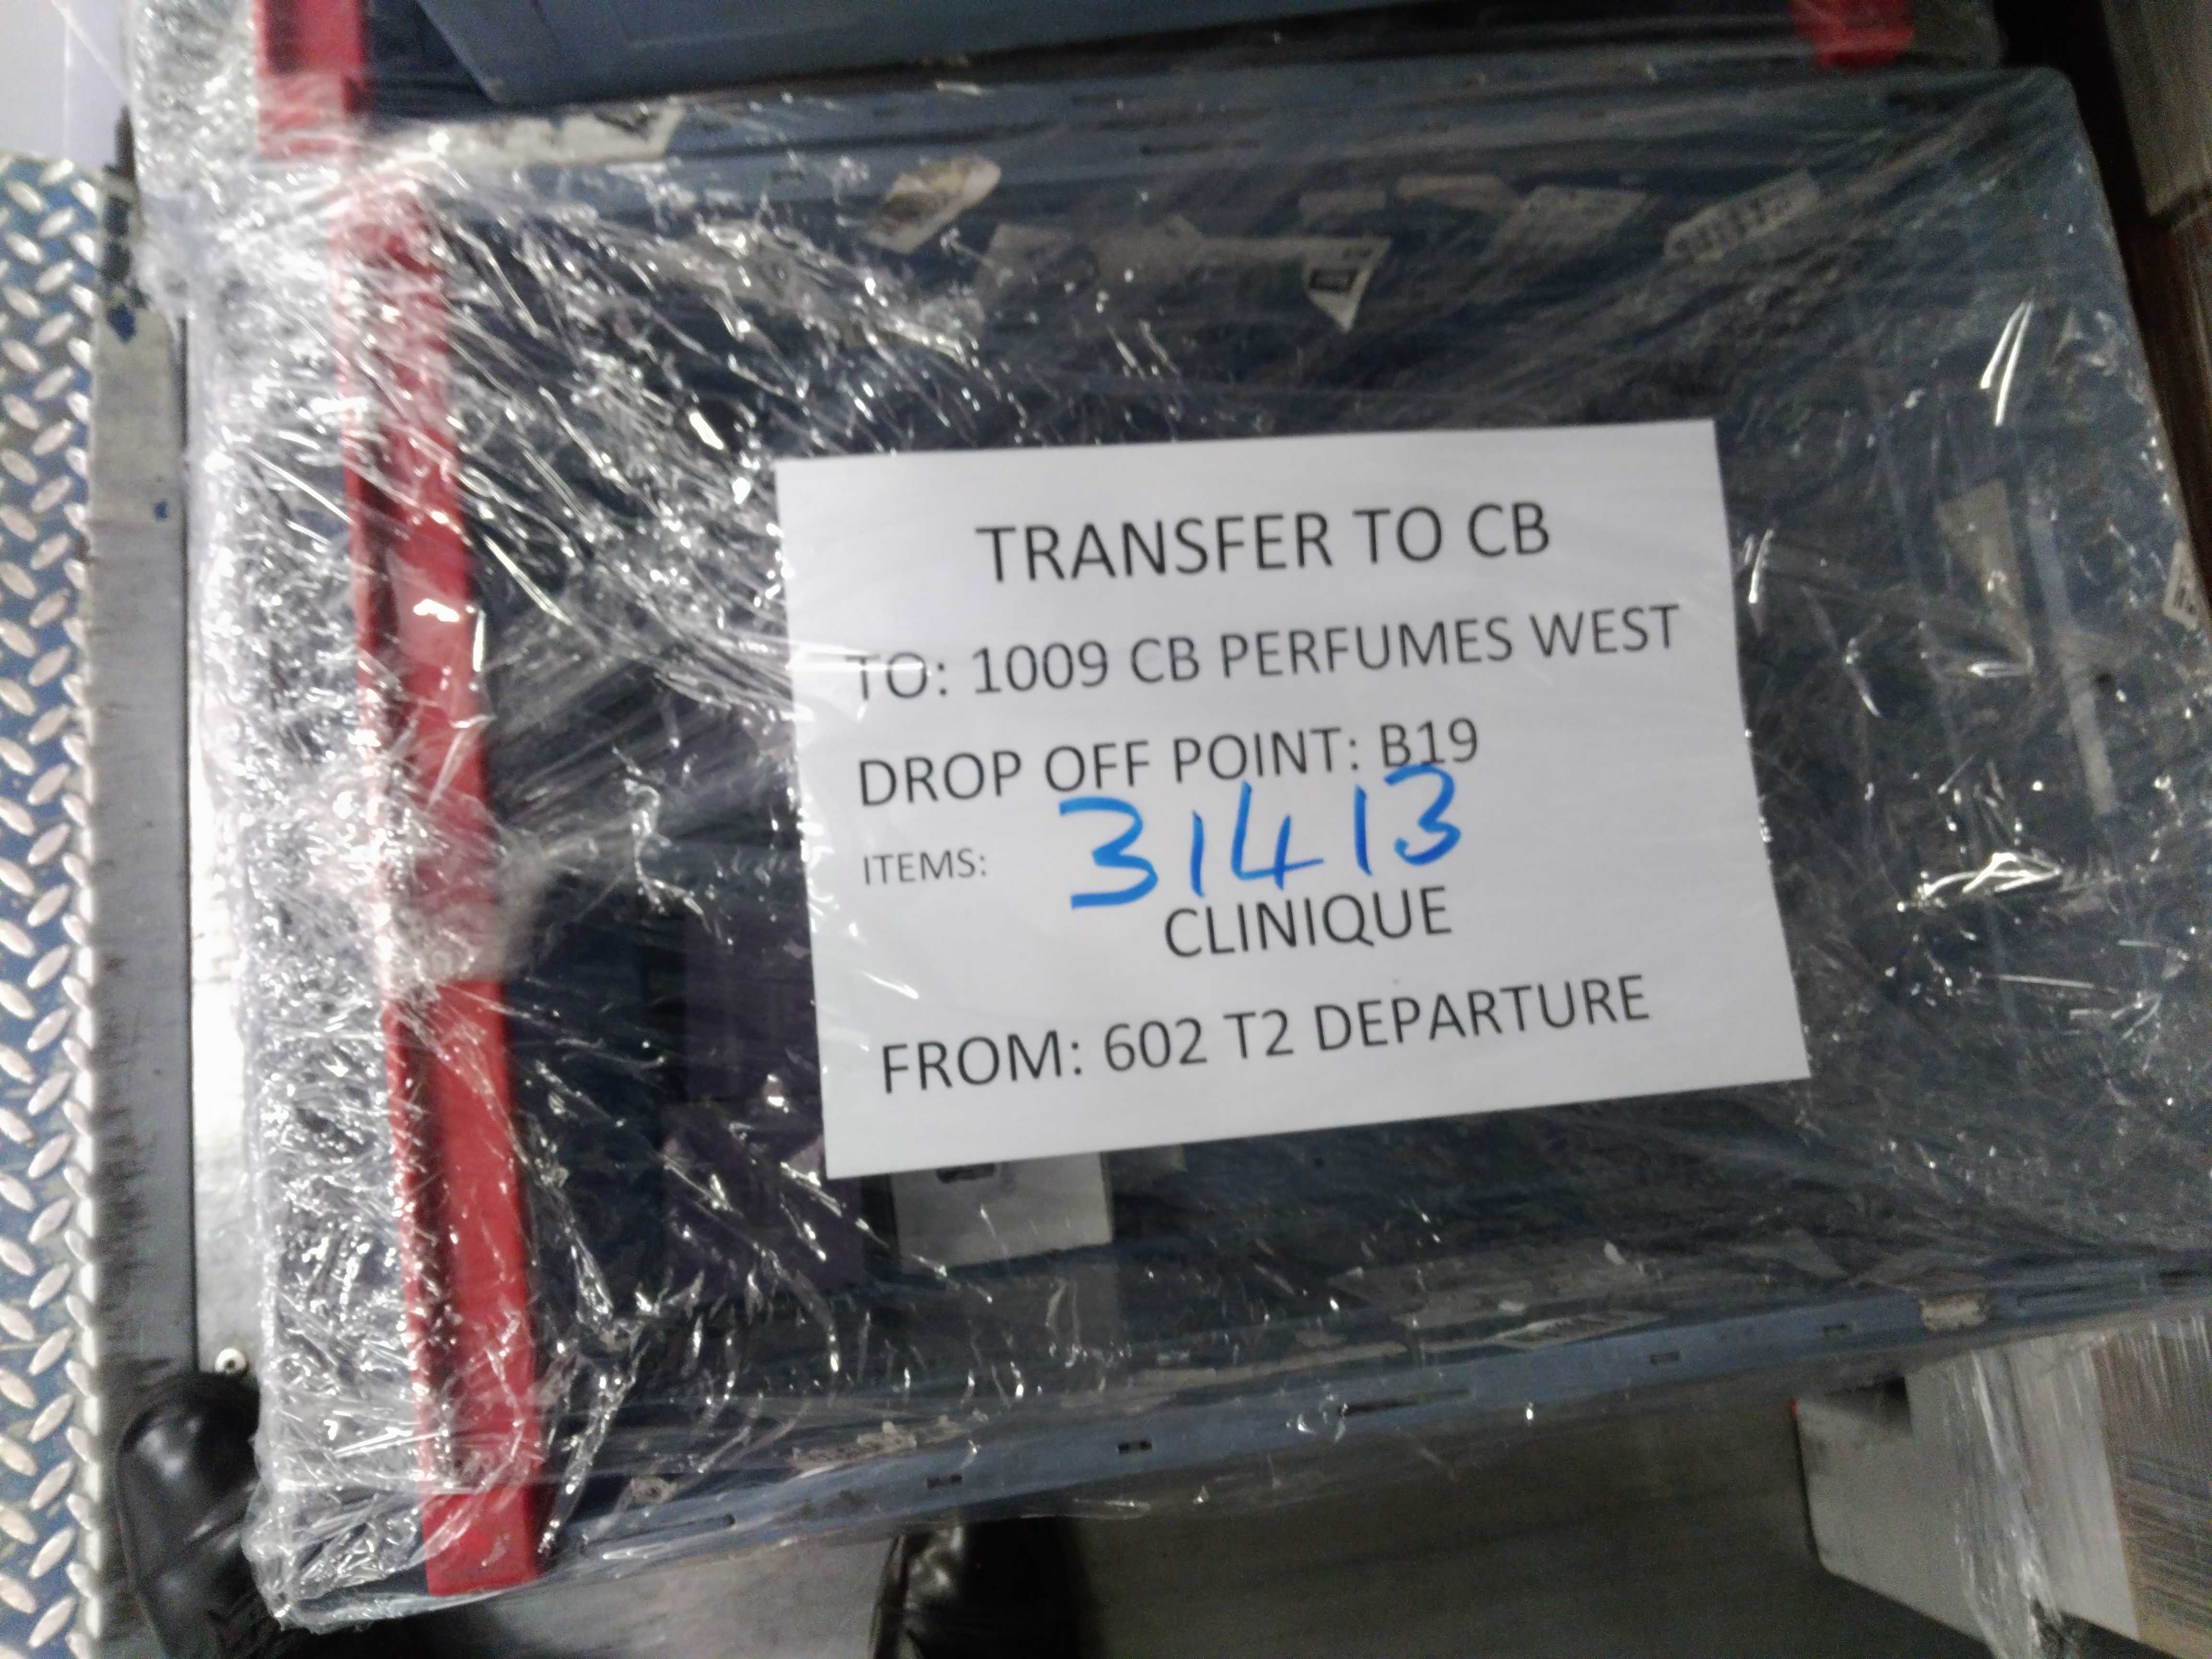 TRANSFER TO CB
TO: 1009 CB PERFUMES WEST
DROP OFF POINT: B19
ITEMS: 31413
CLINIQUE
FROM: 602 T2 DEPARTURE